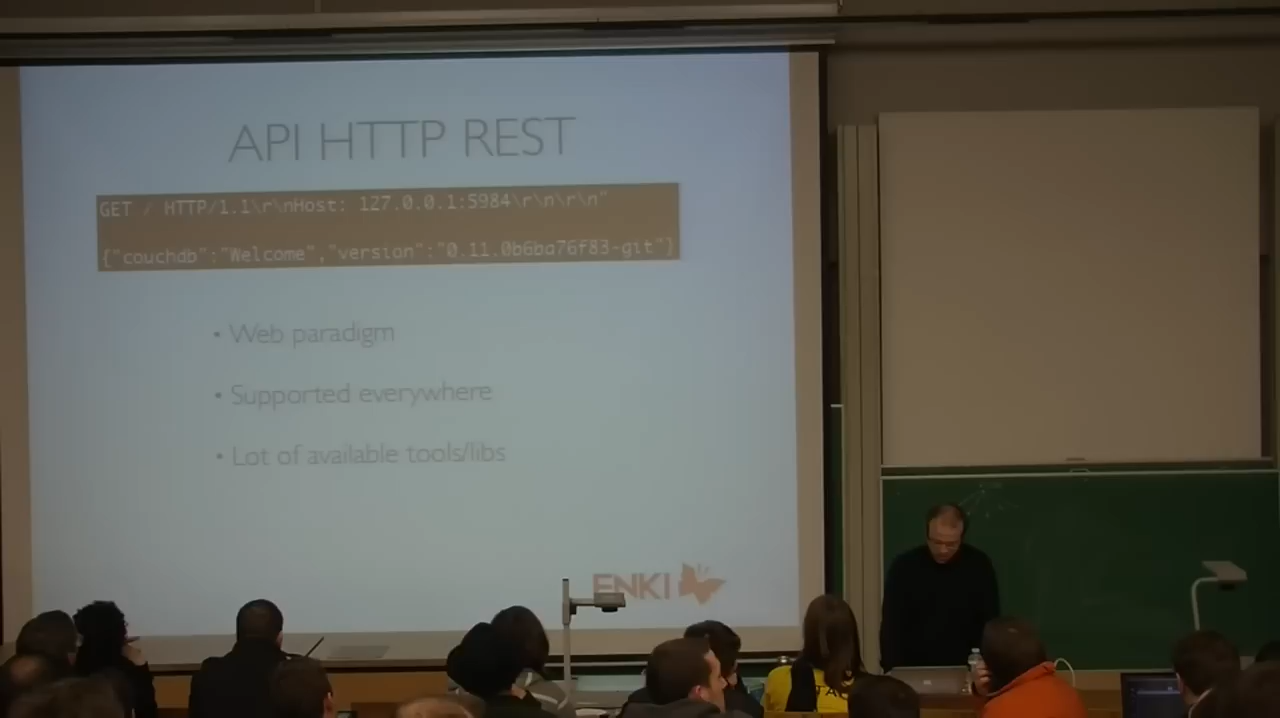 API HTTP REST
GET / HTTP/1.1\r\nHost: 127.0.0.1:5984\r\n\r\n"
{"couchdb":"Welcome","version":"0.11.0b6ba76f83-git"}
• Web paradigm
• Supported everywhere
• Lot of available tools/libs
ENKI